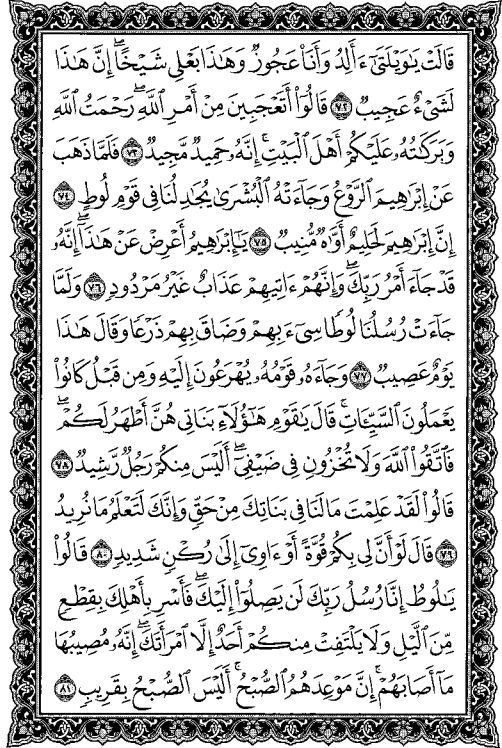 قَالَتْ يَٰوَيْلَتَىٰٓ ءَأَلِدُ وَأَنَا۠ عَجُوزٌ وَهَٰذَا بَعْلِى شَيْخًا ۖ إِنَّ هَٰذَا
لَشَىْءٌ عَجِيبٌ ٧٢ قَالُوٓا۟ أَتَعْجَبِينَ مِنْ أَمْرِ ٱللَّهِ ۖ رَحْمَتُ ٱللَّهِ
وَبَرَكَٰتُهُۥ عَلَيْكُمْ أَهْلَ ٱلْبَيْتِ ۚ إِنَّهُۥ حَمِيدٌ مَّجِيدٌ ٧٣ فَلَمَّا ذَهَبَ
عَنْ إِبْرَٰهِيمَ ٱلرَّوْعُ وَجَآءَتْهُ ٱلْبُشْرَىٰ يُجَٰدِلُنَا فِى قَوْمِ لُوطٍ ٧٤
إِنَّ إِبْرَٰهِيمَ لَحَلِيمٌ أَوَّٰهٌ مُّنِيبٌ ٧٥ يَٰٓإِبْرَٰهِيمُ أَعْرِضْ عَنْ هَٰذَآ ۖ إِنَّهُۥ
قَدْ جَآءَ أَمْرُ رَبِّكَ ۖ وَإِنَّهُمْ ءَاتِيهِمْ عَذَابٌ غَيْرُ مَرْدُودٍ ٧٦ وَلَمَّا
جَآءَتْ رُسُلُنَا لُوطًا سِىٓءَ بِهِمْ وَضَاقَ بِهِمْ ذَرْعًا وَقَالَ هَٰذَا
يَوْمٌ عَصِيبٌ ٧٧ وَجَآءَهُۥ قَوْمُهُۥ يُهْرَعُونَ إِلَيْهِ وَمِن قَبْلُ كَانُوا۟
يَعْمَلُونَ ٱلسَّيِّـَٔاتِ ۚ قَالَ يَٰقَوْمِ هَٰٓؤُلَآءِ بَنَاتِى هُنَّ أَطْهَرُ لَكُمْ ۖ
فَٱتَّقُوا۟ ٱللَّهَ وَلَا تُخْزُونِ فِى ضَيْفِىٓ ۖ أَلَيْسَ مِنكُمْ رَجُلٌ رَّشِيدٌ ٧٨
قَالُوا۟ لَقَدْ عَلِمْتَ مَا لَنَا فِى بَنَاتِكَ مِنْ حَقٍّ وَإِنَّكَ لَتَعْلَمُ مَا نُرِيدُ
٧٩ قَالَ لَوْ أَنَّ لِى بِكُمْ قُوَّةً أَوْ ءَاوِىٓ إِلَىٰ رُكْنٍ شَدِيدٍ ٨٠ قَالُوا۟
يَٰلُوطُ إِنَّا رُسُلُ رَبِّكَ لَن يَصِلُوٓا۟ إِلَيْكَ ۖ فَأَسْرِ بِأَهْلِكَ بِقِطْعٍ
مِّنَ ٱلَّيْلِ وَلَا يَلْتَفِتْ مِنكُمْ أَحَدٌ إِلَّا ٱمْرَأَتَكَ ۖ إِنَّهُۥ مُصِيبُهَا
مَآ أَصَابَهُمْ ۚ إِنَّ مَوْعِدَهُمُ ٱلصُّبْحُ ۚ أَلَيْسَ ٱلصُّبْحُ بِقَرِيبٍ ٨١